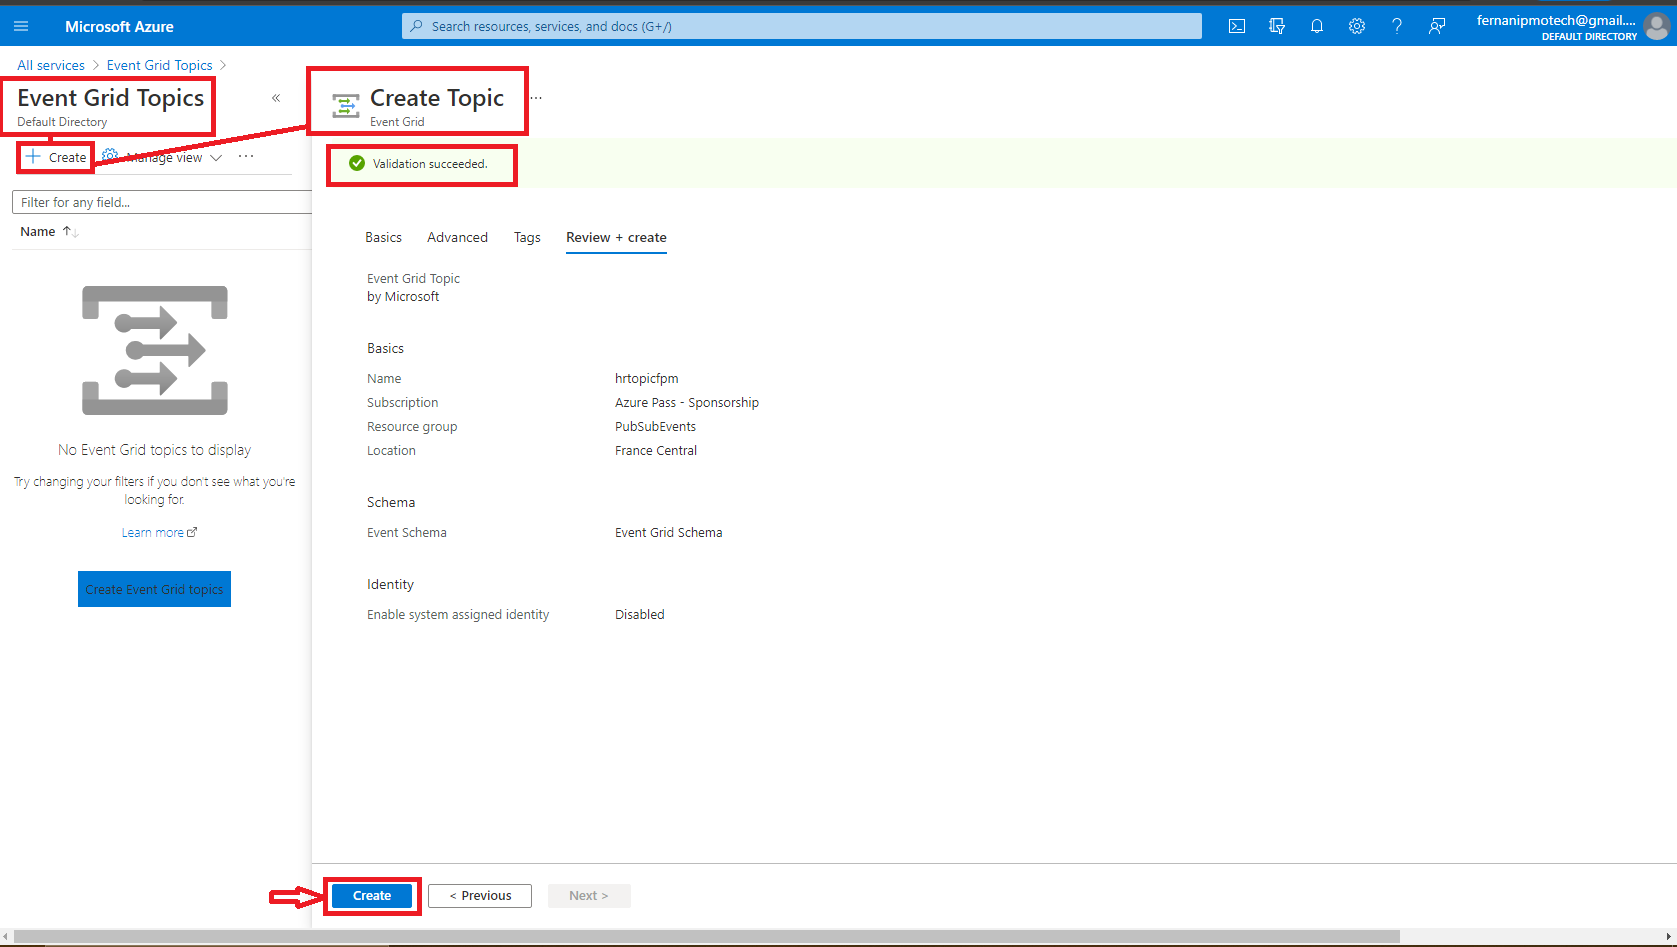 Microsoft Azure
Search resources, services, and docs (G+/)
fernanipmotech@gmail....
DEFAULT DIRECTORY
All services > Event Grid Topics >
Event Grid Topics
Default Directory
«
+ Create
Manage view
...
Filter for any field...
Name ↑↓
No Event Grid topics to display
Try changing your filters if you don't see what you're
looking for.
Learn more
Create Event Grid topics
Create Topic
...
Event Grid
Validation succeeded.
Basics Advanced Tags Review + create
Event Grid Topic
by Microsoft
Basics
Name hrtopicfpm
Subscription Azure Pass - Sponsorship
Resource group PubSubEvents
Location France Central
Schema
Event Schema Event Grid Schema
Identity
Enable system assigned identity Disabled
Create < Previous Next >